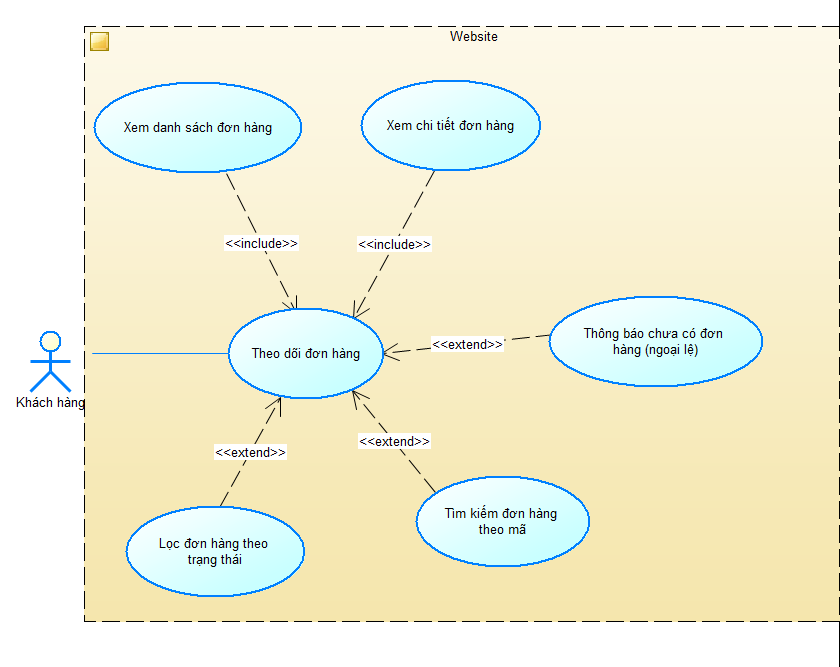 Website
Xem danh sách đơn hàng
Xem chi tiết đơn hàng
<<include>>
<<include>>
Theo dõi đơn hàng
<<extend>>
Thông báo chưa có đơn
hàng (ngoại lệ)
Khách hàng
<<extend>>
<<extend>>
Lọc đơn hàng theo
trạng thái
Tìm kiếm đơn hàng
theo mã